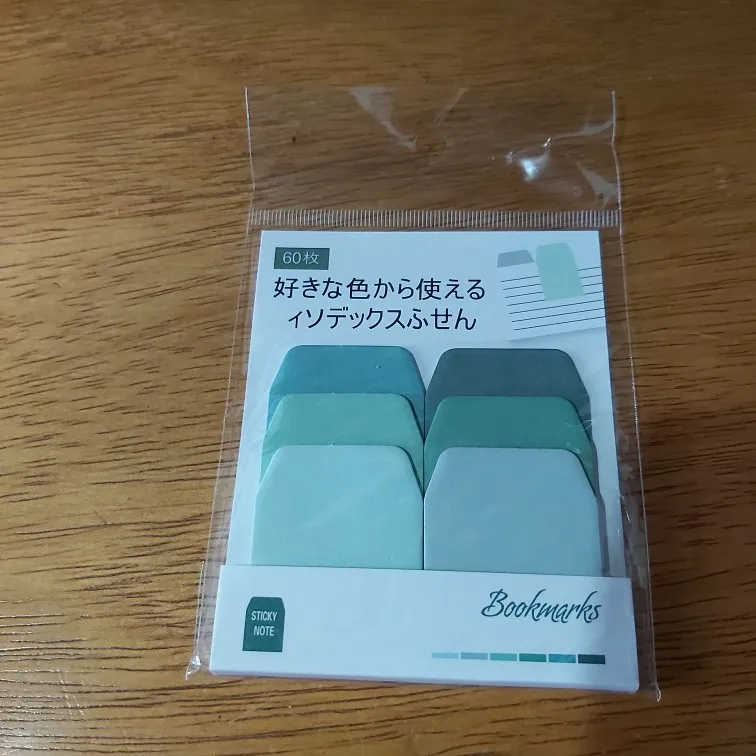 60枚
好きな色から使える
ィソデックスふせん
STICKY
NOTE
Bookmarks